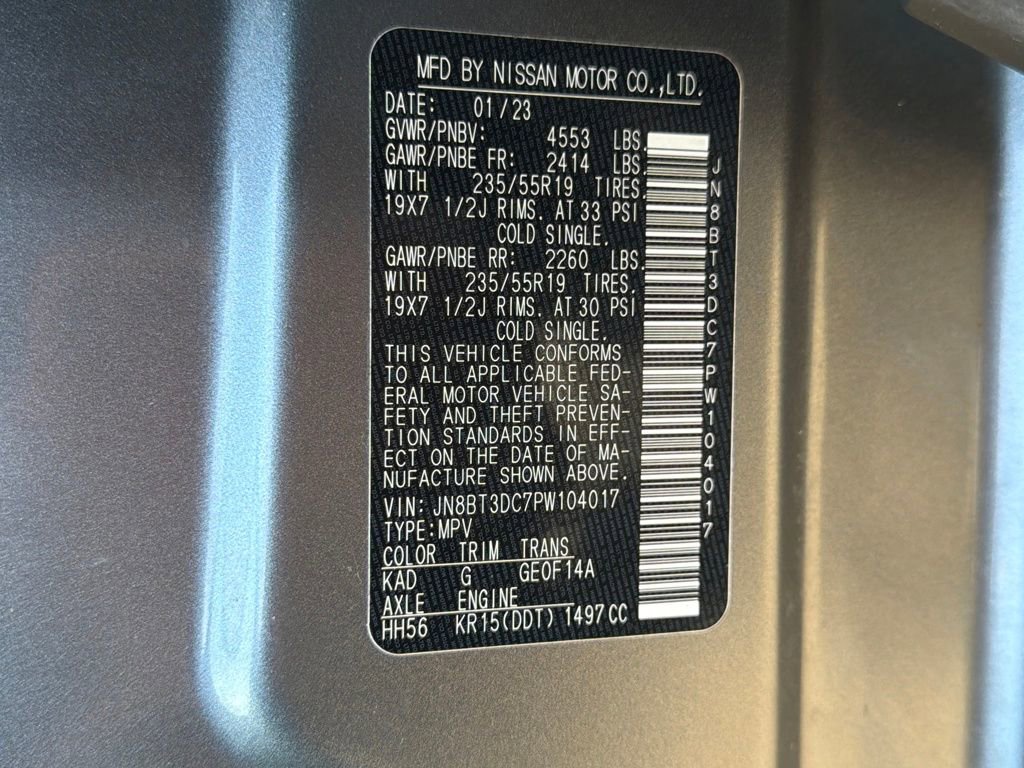 MFD BY NISSAN MOTOR CO.,LTD.
DATE: 01/23
GVWR/PNBV: 4553 LBS.
GAWR/PNBE FR: 2414 LBS.
WITH 235/55R19 TIRES.
19X7 1/2J RIMS. AT 33 PSI
COLD SINGLE.
GAWR/PNBE RR: 2260 LBS.
WITH 235/55R19 TIRES.
19X7 1/2J RIMS. AT 30 PSI
COLD SINGLE.
THIS VEHICLE CONFORMS
TO ALL APPLICABLE FED-
ERAL MOTOR VEHICLE SA-
FETY AND THEFT PREVEN-
TION STANDARDS IN EFF-
ECT ON THE DATE OF MA-
NUFACTURE SHOWN ABOVE.
VIN: JN8BT3DC7PW104017
TYPE:MPV
COLOR TRIM TRANS
KAD G GE0F14A
AXLE ENGINE
HH56 KR15(DDT) 1497CC
JN8BT3DC7PW104017